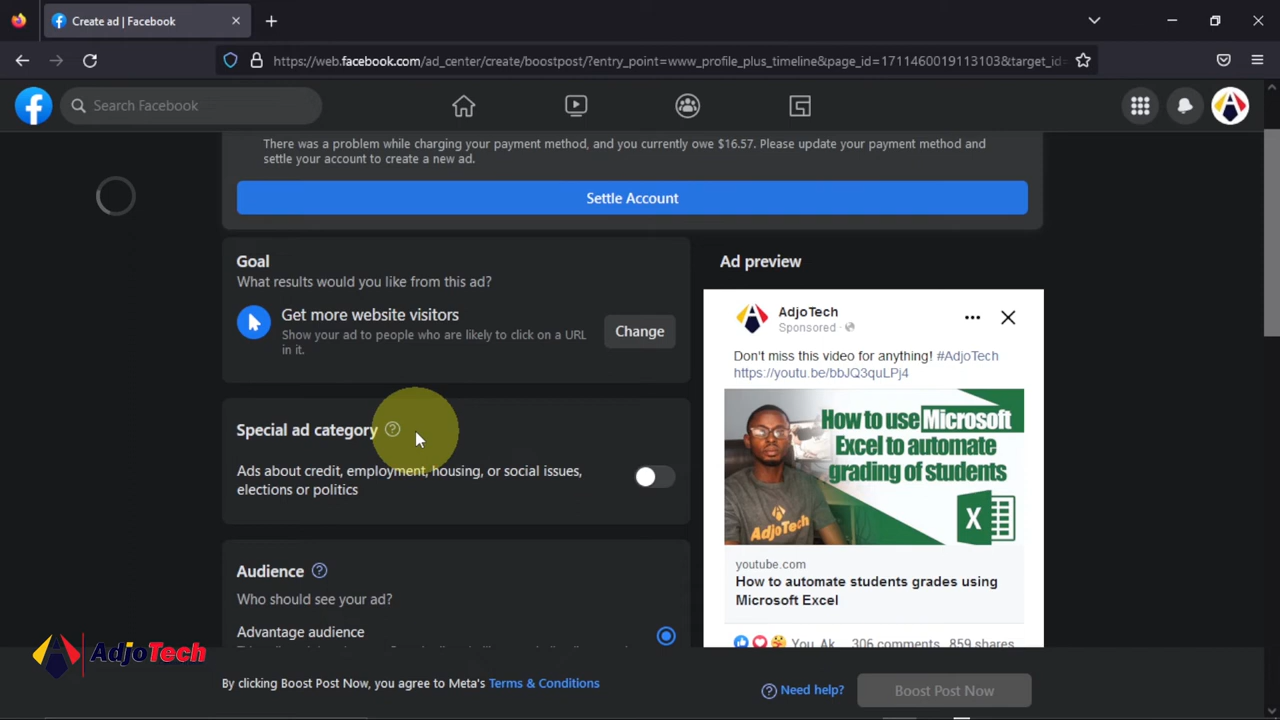 Create ad | Facebook
https://web.facebook.com/ad_center/create/boostpost/?entry_point=www_profile_plus_timeline&page_id=1711460019113103&target_id=
Search Facebook
There was a problem while charging your payment method, and you currently owe $16.57. Please update your payment method and
settle your account to create a new ad.
Settle Account
Goal
What results would you like from this ad?
Get more website visitors
Show your ad to people who are likely to click on a URL
in it.
Change
Special ad category
Ads about credit, employment, housing, or social issues,
elections or politics
Audience
Who should see your ad?
Advantage audience
Ad preview
AdjoTech
Sponsored ·
Don't miss this video for anything! #AdjoTech
https://youtu.be/bbJQ3quLPj4
How to use Microsoft
Excel to automate
grading of students
AdjoTech
X
youtube.com
How to automate students grades using
Microsoft Excel
You, Ak... 306 comments 859 shares
AdjoTech
By clicking Boost Post Now, you agree to Meta's Terms & Conditions
Need help?
Boost Post Now